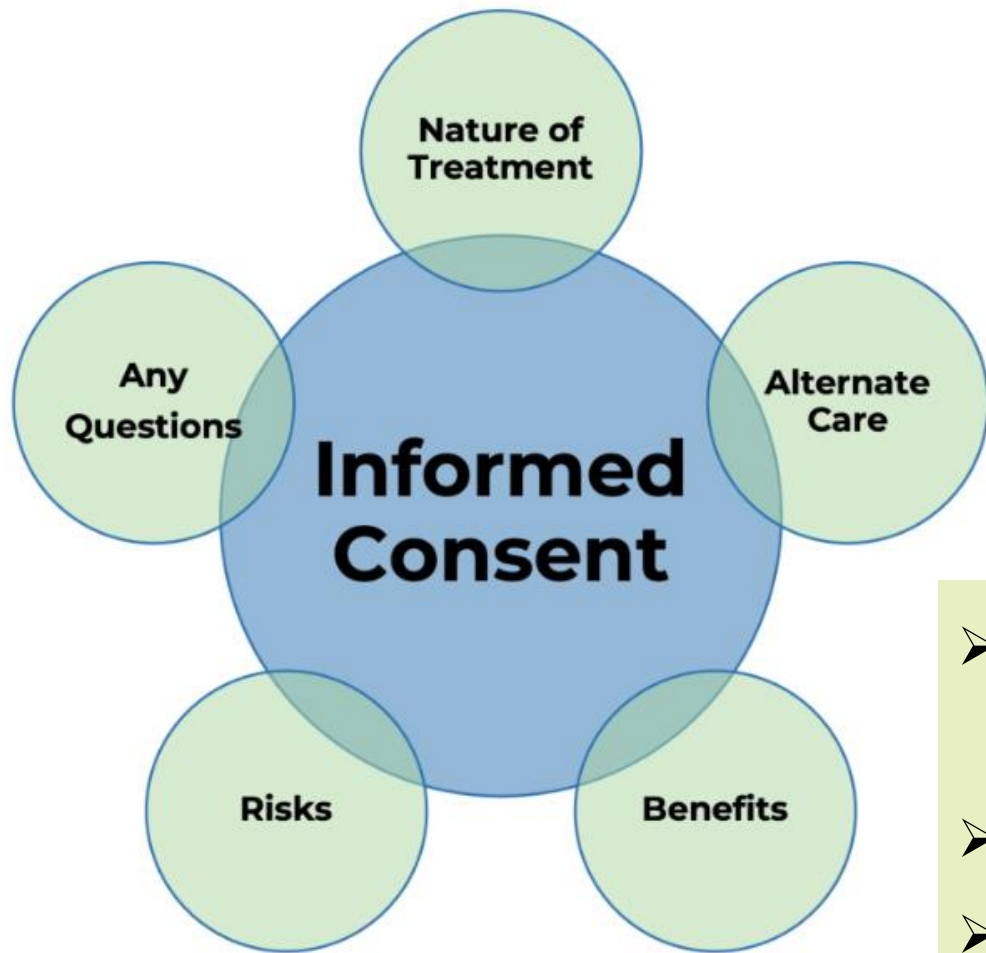 Nature of
Treatment
Any
Questions
Alternate
Care
Informed
Consent
Risks
Benefits
➢
➢
➢